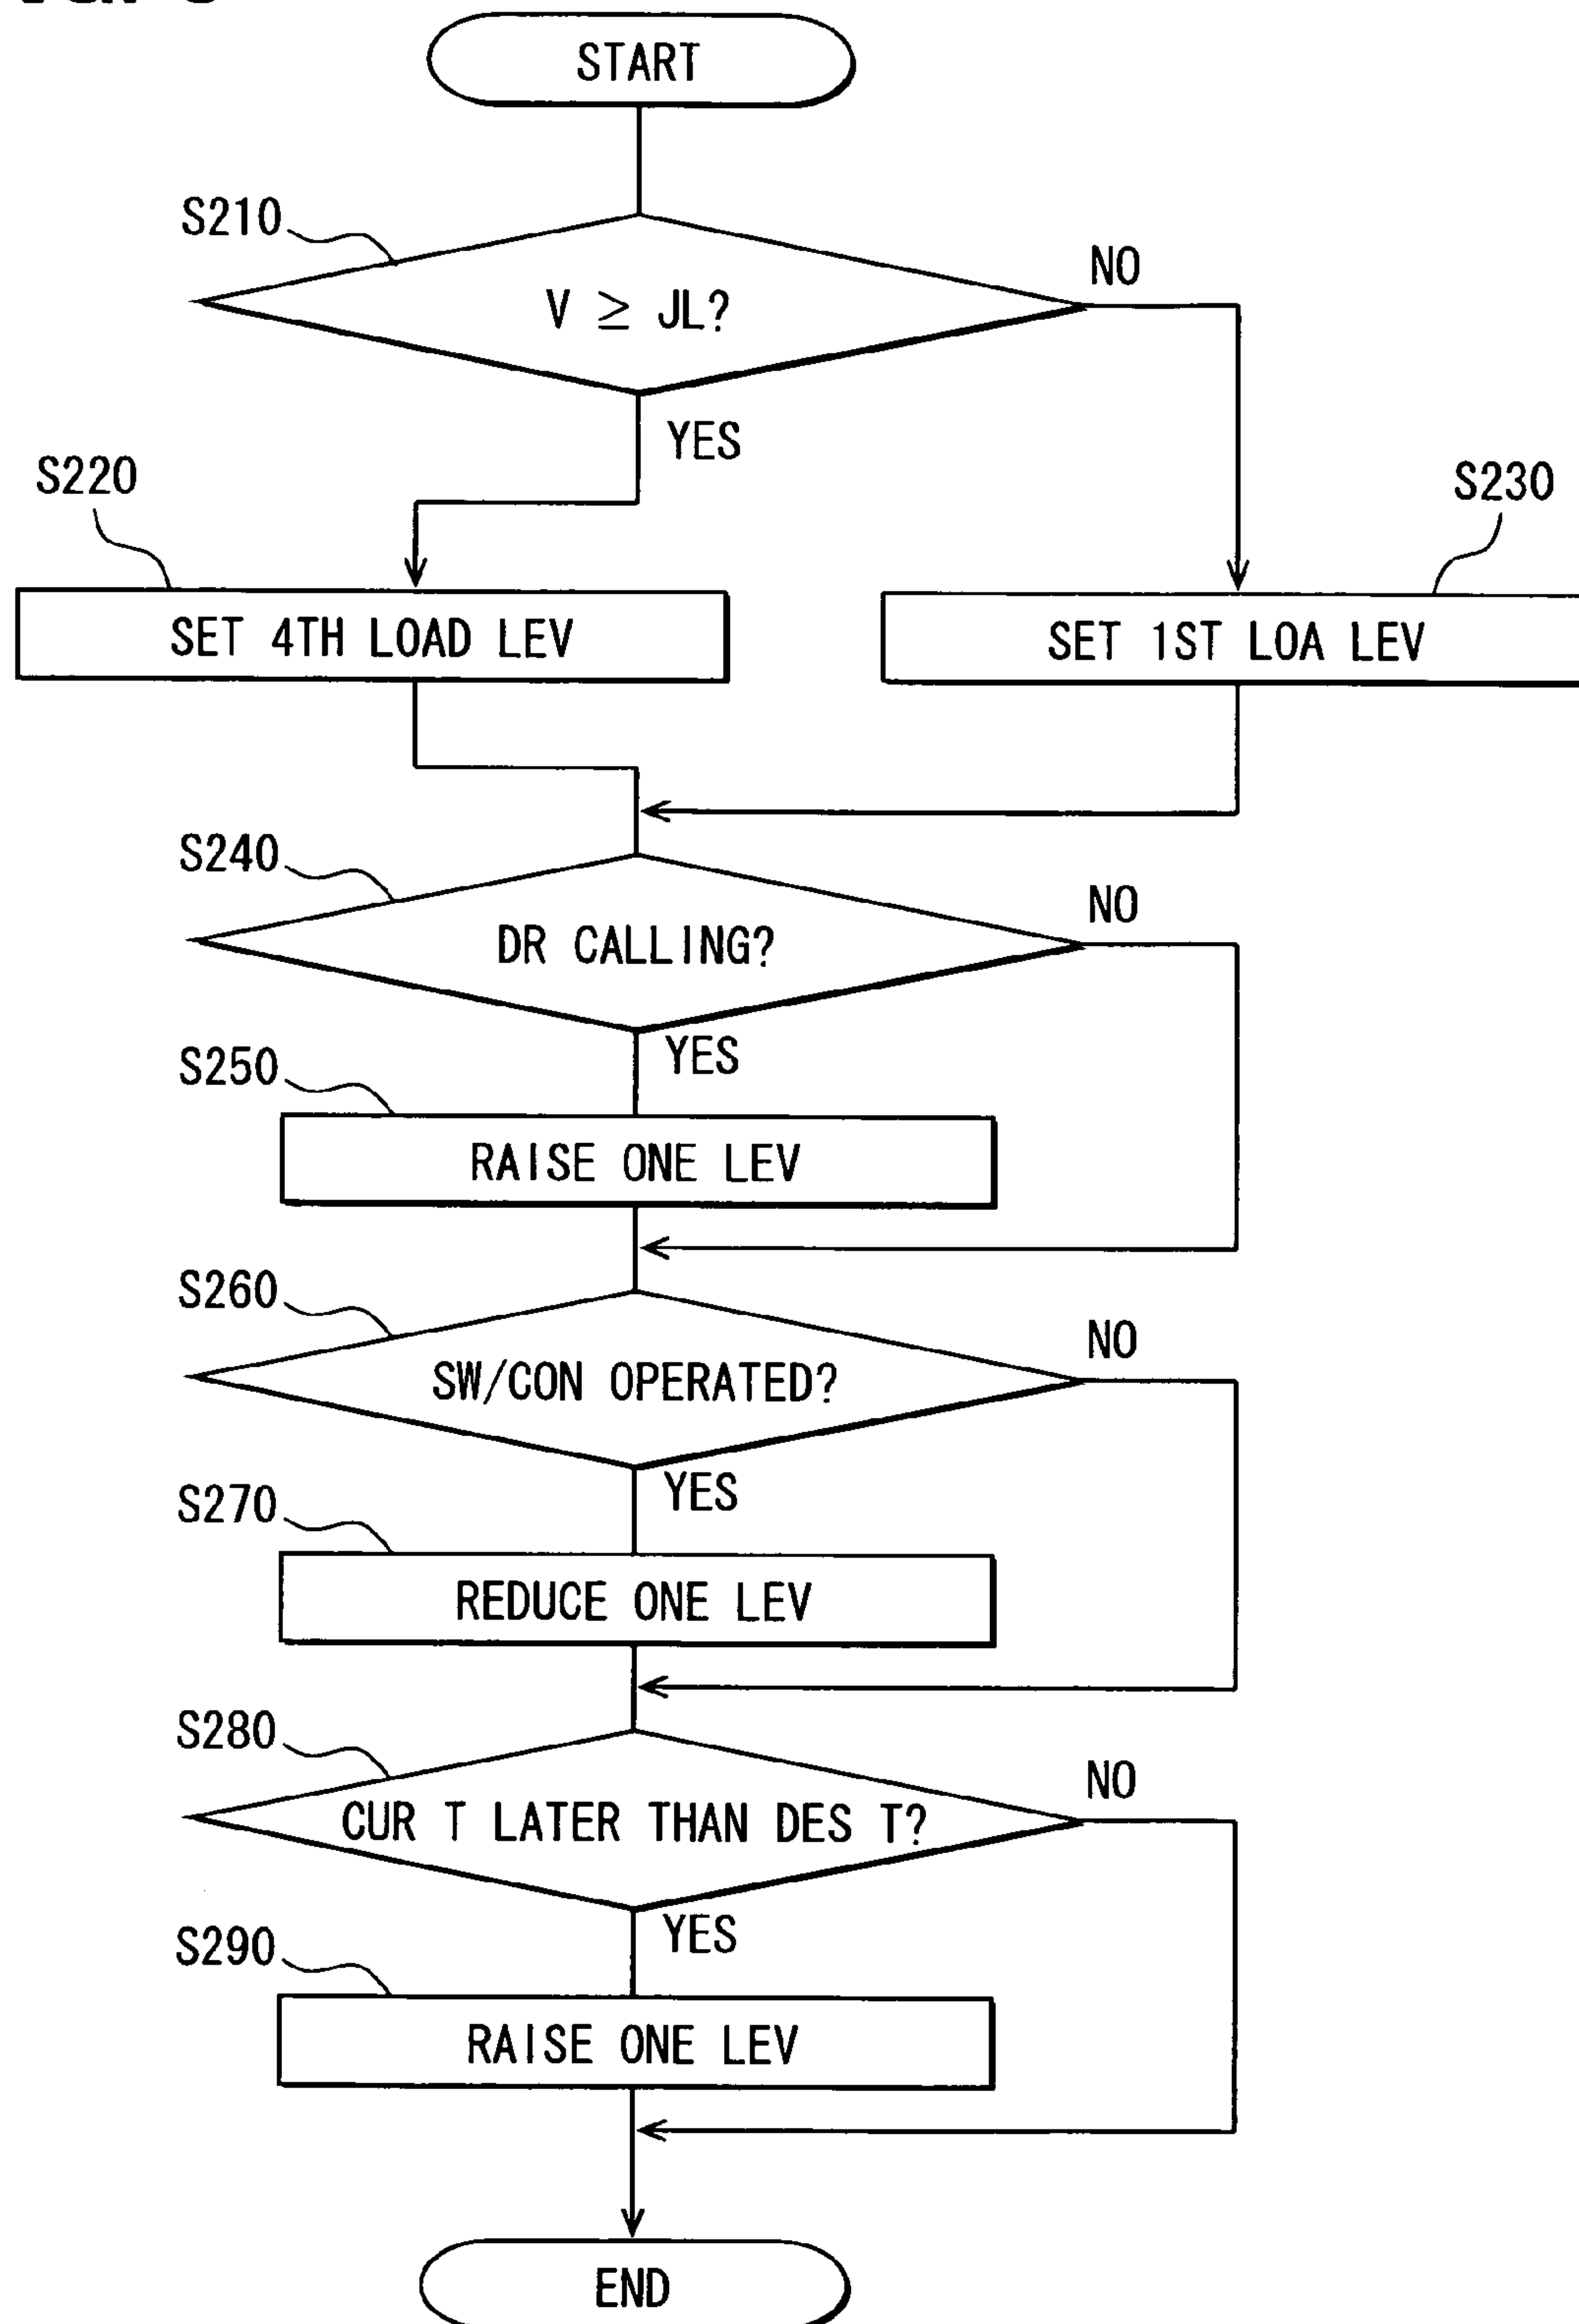 START
S210
NO
V ≥ JL?
YES
S220
S230
SET 4TH LOAD LEV
SET 1ST LOA LEV
S240
NO
DR CALLING?
YES
S250
RAISE ONE LEV
S260
NO
SW/CON OPERATED?
YES
S270
REDUCE ONE LEV
S280
NO
CUR T LATER THAN DES T?
YES
S290
RAISE ONE LEV
END